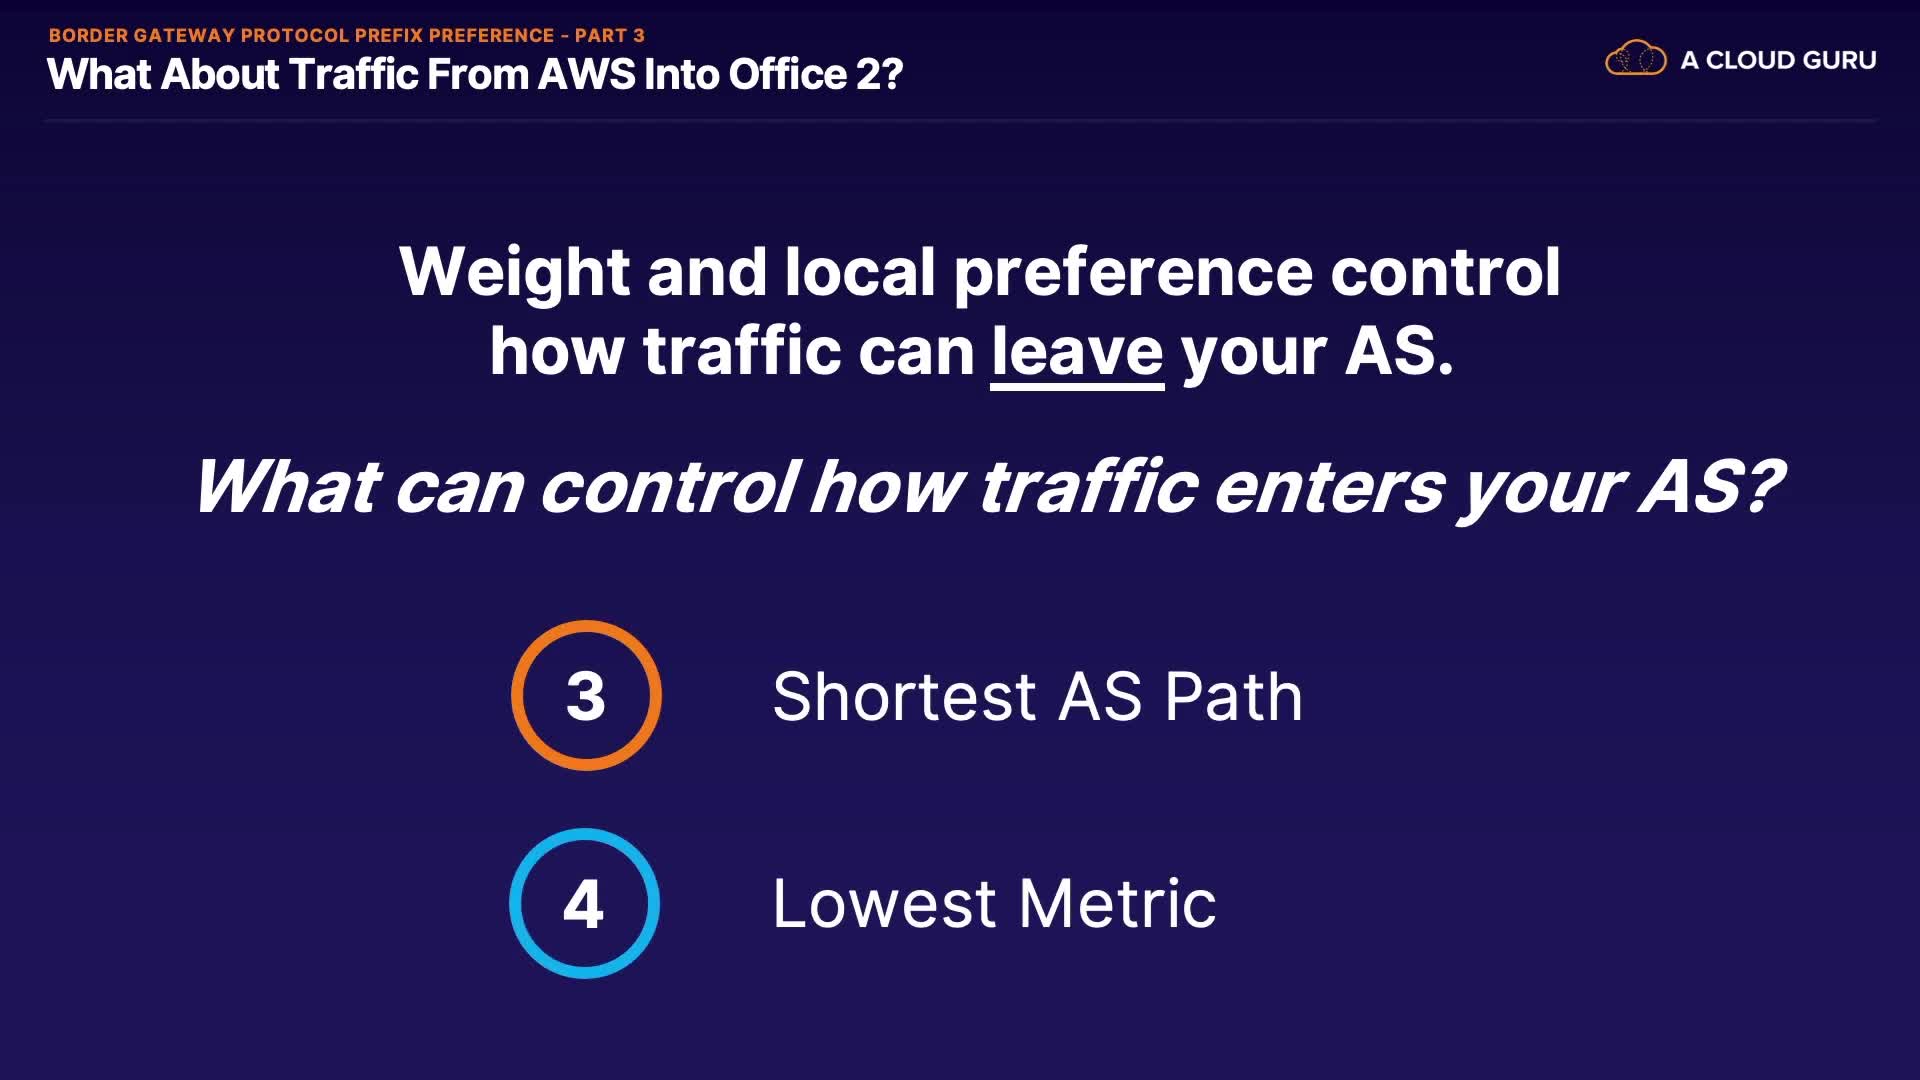 BORDER GATEWAY PROTOCOL PREFIX PREFERENCE - PART 3
What About Traffic From AWS Into Office 2?
A CLOUD GURU
Weight and local preference control
how traffic can leave your AS.
What can control how traffic enters your AS?
3 Shortest AS Path
4 Lowest Metric